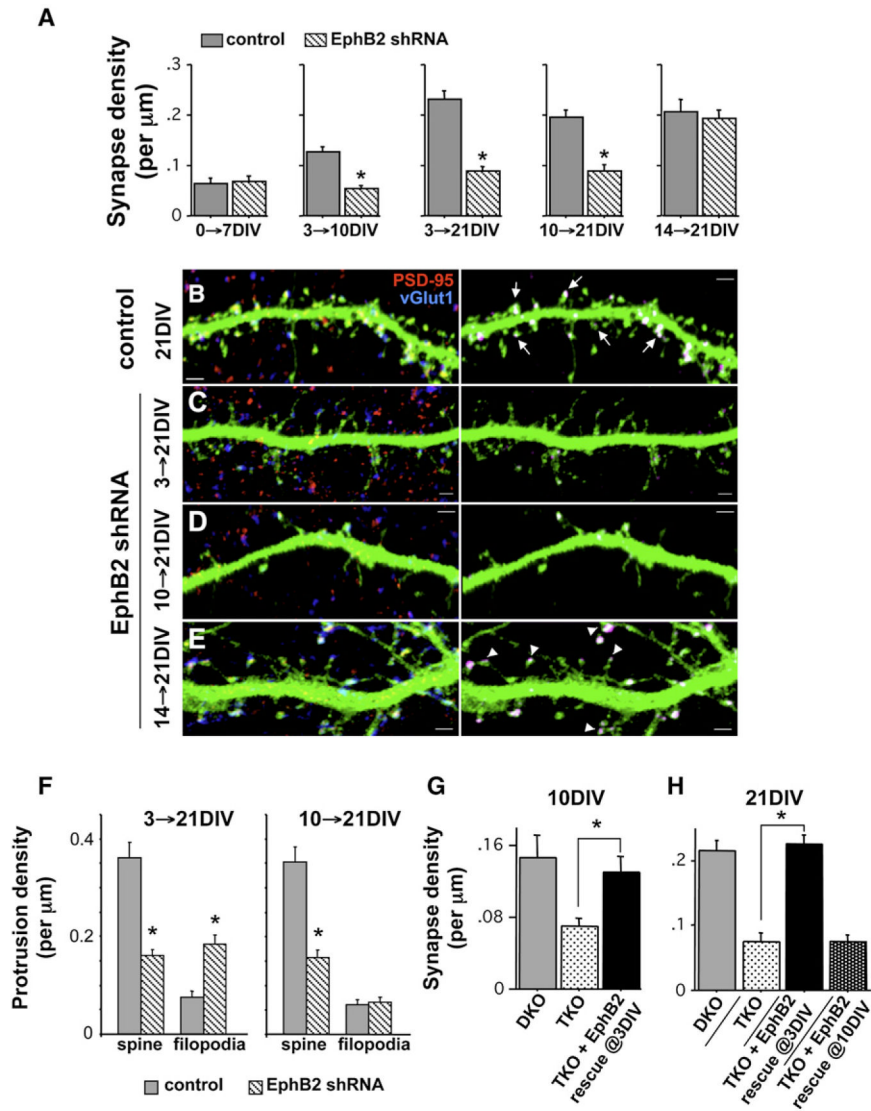 A
control EphB2 shRNA
Synapse density
(per μm)
.3
.2
.1
0
*
*
*
0→7DIV 3→10DIV 3→21DIV 10→21DIV 14→21DIV
control
21DIV
B
PSD-95
vGlut1
EphB2 shRNA
3→21DIV
C
10→21DIV
D
14→21DIV
E
F
3→21DIV 10→21DIV
Protrusion density
(per μm)
0.4
0.2
0
*
*
*
spine filopodia spine filopodia
control EphB2 shRNA
G
10DIV
Synapse density
(per μm)
.16
.08
0
*
DKO
TKO
TKO + EphB2
rescue @3DIV
H
21DIV
.2
.1
0
*
DKO
TKO
TKO + EphB2
rescue @3DIV
TKO + EphB2
rescue @10DIV